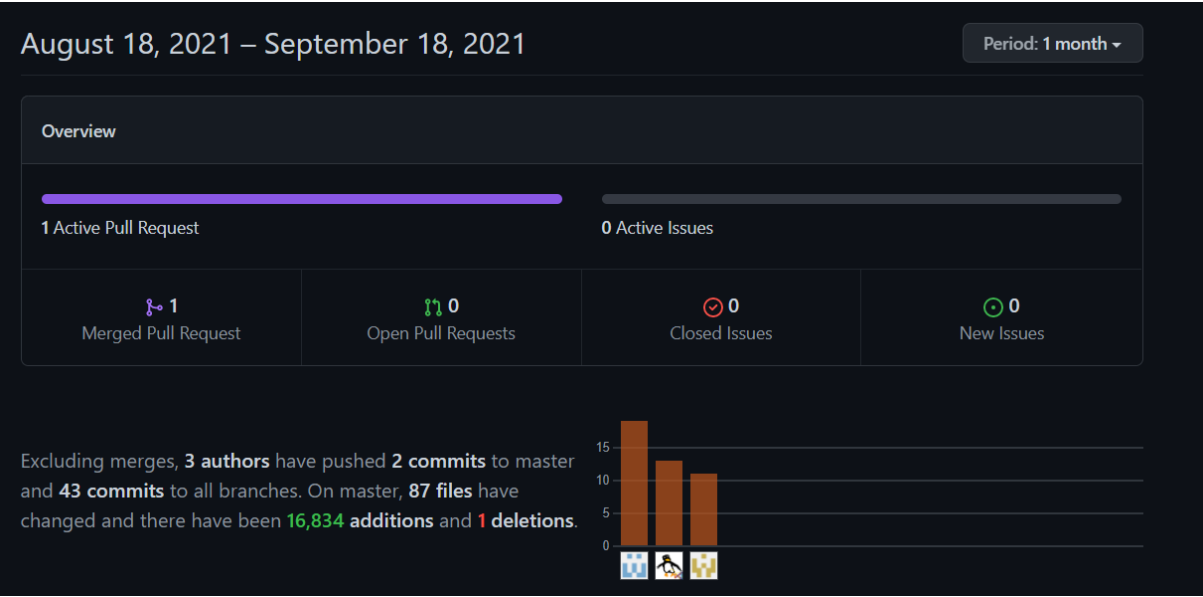 August 18, 2021 – September 18, 2021
Period: 1 month
Overview
1 Active Pull Request
0 Active Issues
1
Merged Pull Request
0
Open Pull Requests
0
Closed Issues
0
New Issues
Excluding merges, 3 authors have pushed 2 commits to master
and 43 commits to all branches. On master, 87 files have
changed and there have been 16,834 additions and 1 deletions.
15
10
5
0